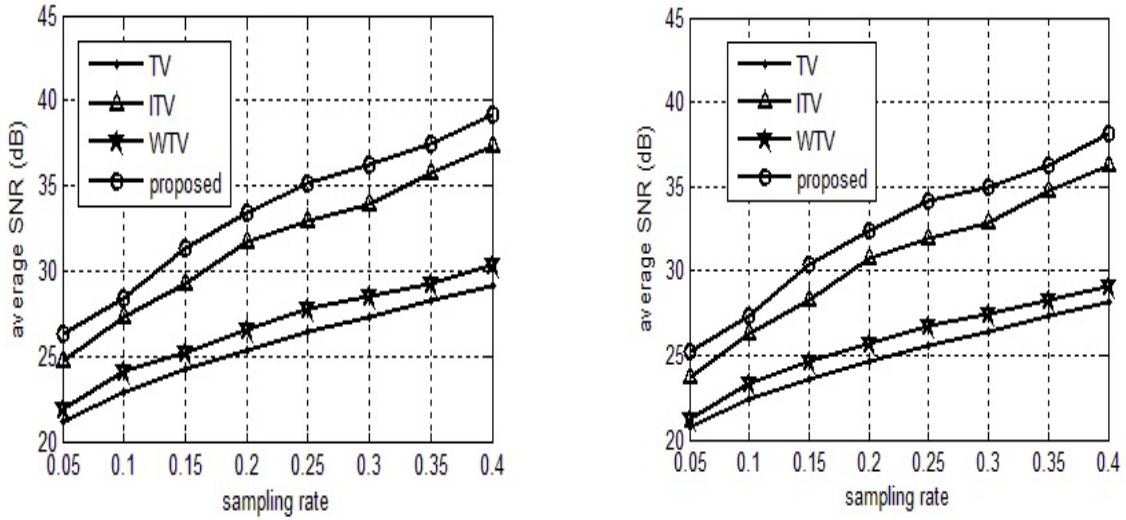 45
40
35
30
25
20
average SNR (dB)
TV
ITV
WTV
proposed
0.05 0.1 0.15 0.2 0.25 0.3 0.35 0.4
sampling rate
45
40
35
30
25
20
average SNR (dB)
TV
ITV
WTV
proposed
0.05 0.1 0.15 0.2 0.25 0.3 0.35 0.4
sampling rate